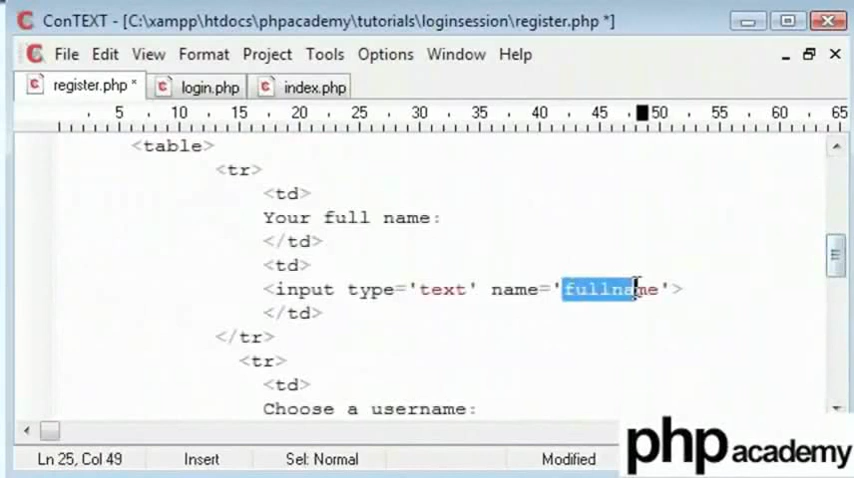 ConTEXT - [C:\xampp\htdocs\phpacademy\tutorials\loginsession\register.php *]
File Edit View Format Project Tools Options Window Help
register.php * login.php index.php
5 10 15 20 25 30 35 40 45 50 55 60 65
<table>
<tr>
<td>
Your full name:
</td>
<td>
<input type='text' name='fullname'>
</td>
</tr>
<tr>
<td>
Choose a username:
Ln 25, Col 49 Insert Sel: Normal Modified
php academy